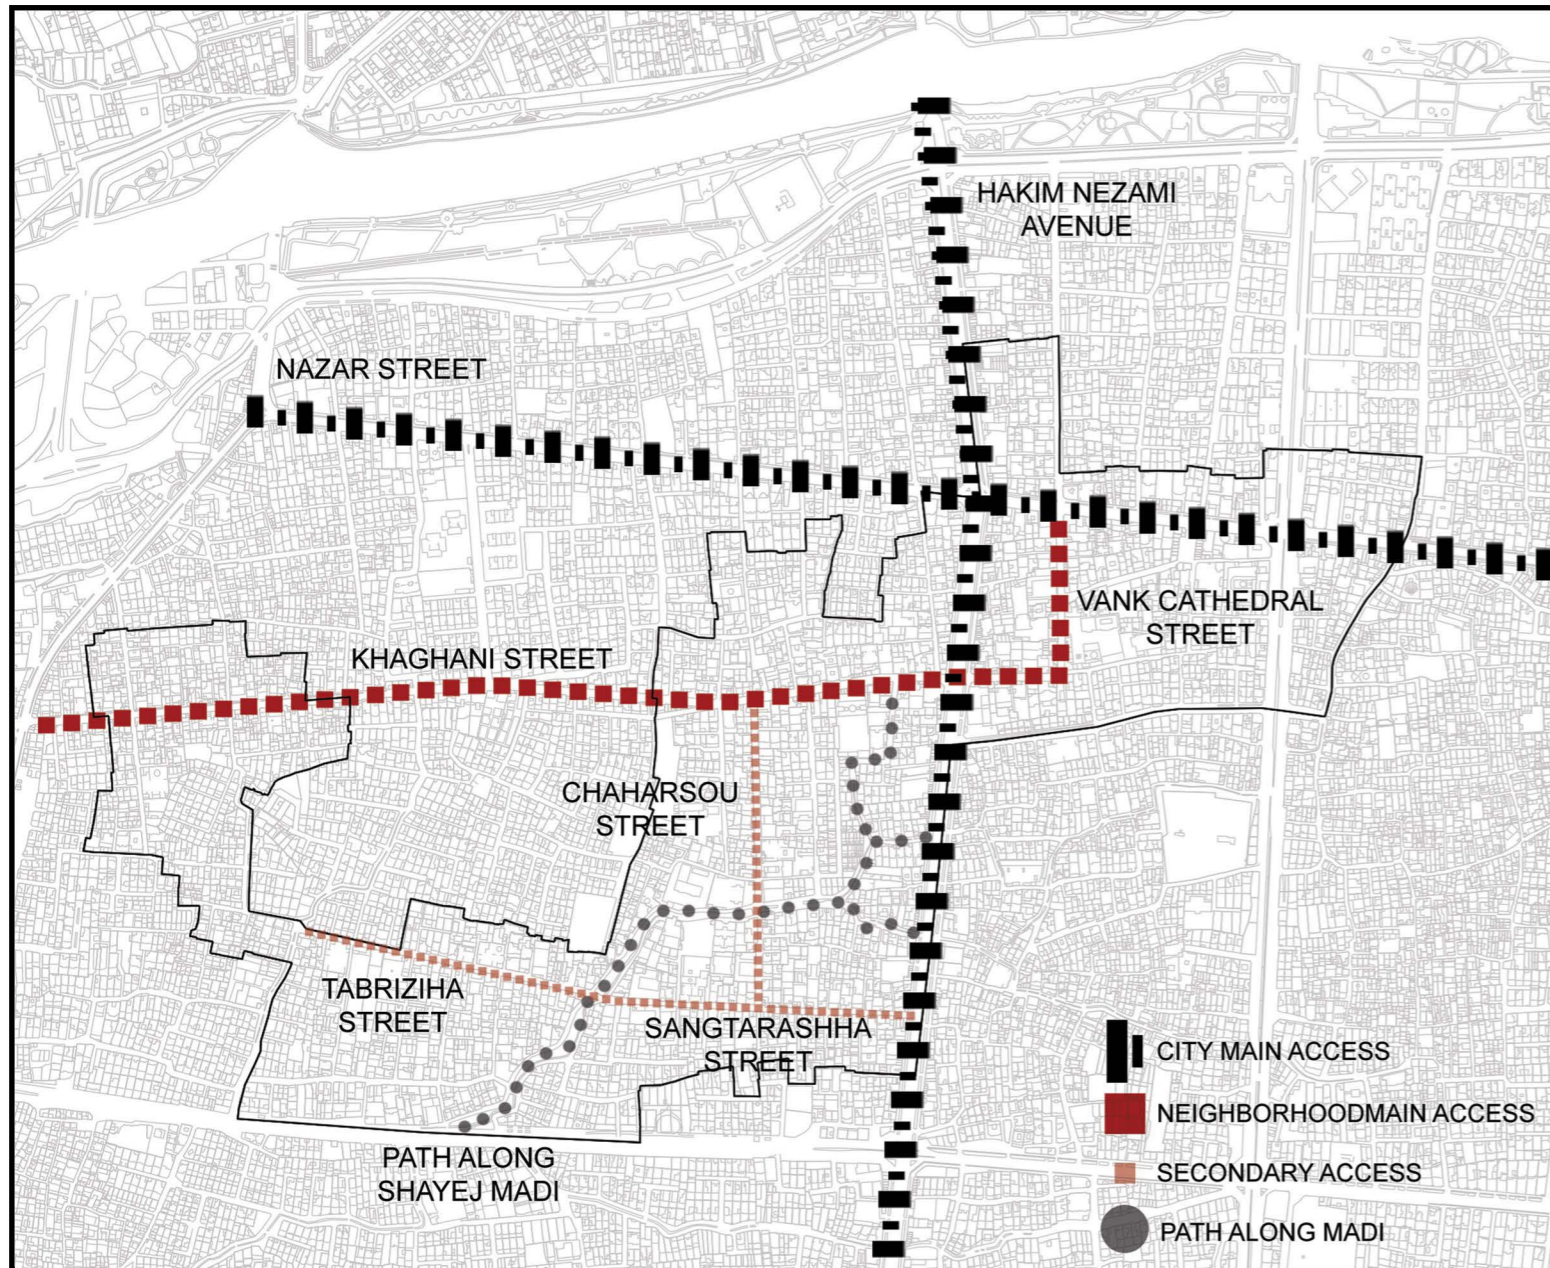 HAKIM NEZAMI
AVENUE
NAZAR STREET
VANK CATHEDRAL
STREET
KHAGHANI STREET
CHAHARSOU
STREET
TABRIZIHA
STREET
SANGTARASHHA
STREET
PATH ALONG
SHAYEJ MADI
CITY MAIN ACCESS
NEIGHBORHOODMAIN ACCESS
SECONDARY ACCESS
PATH ALONG MADI